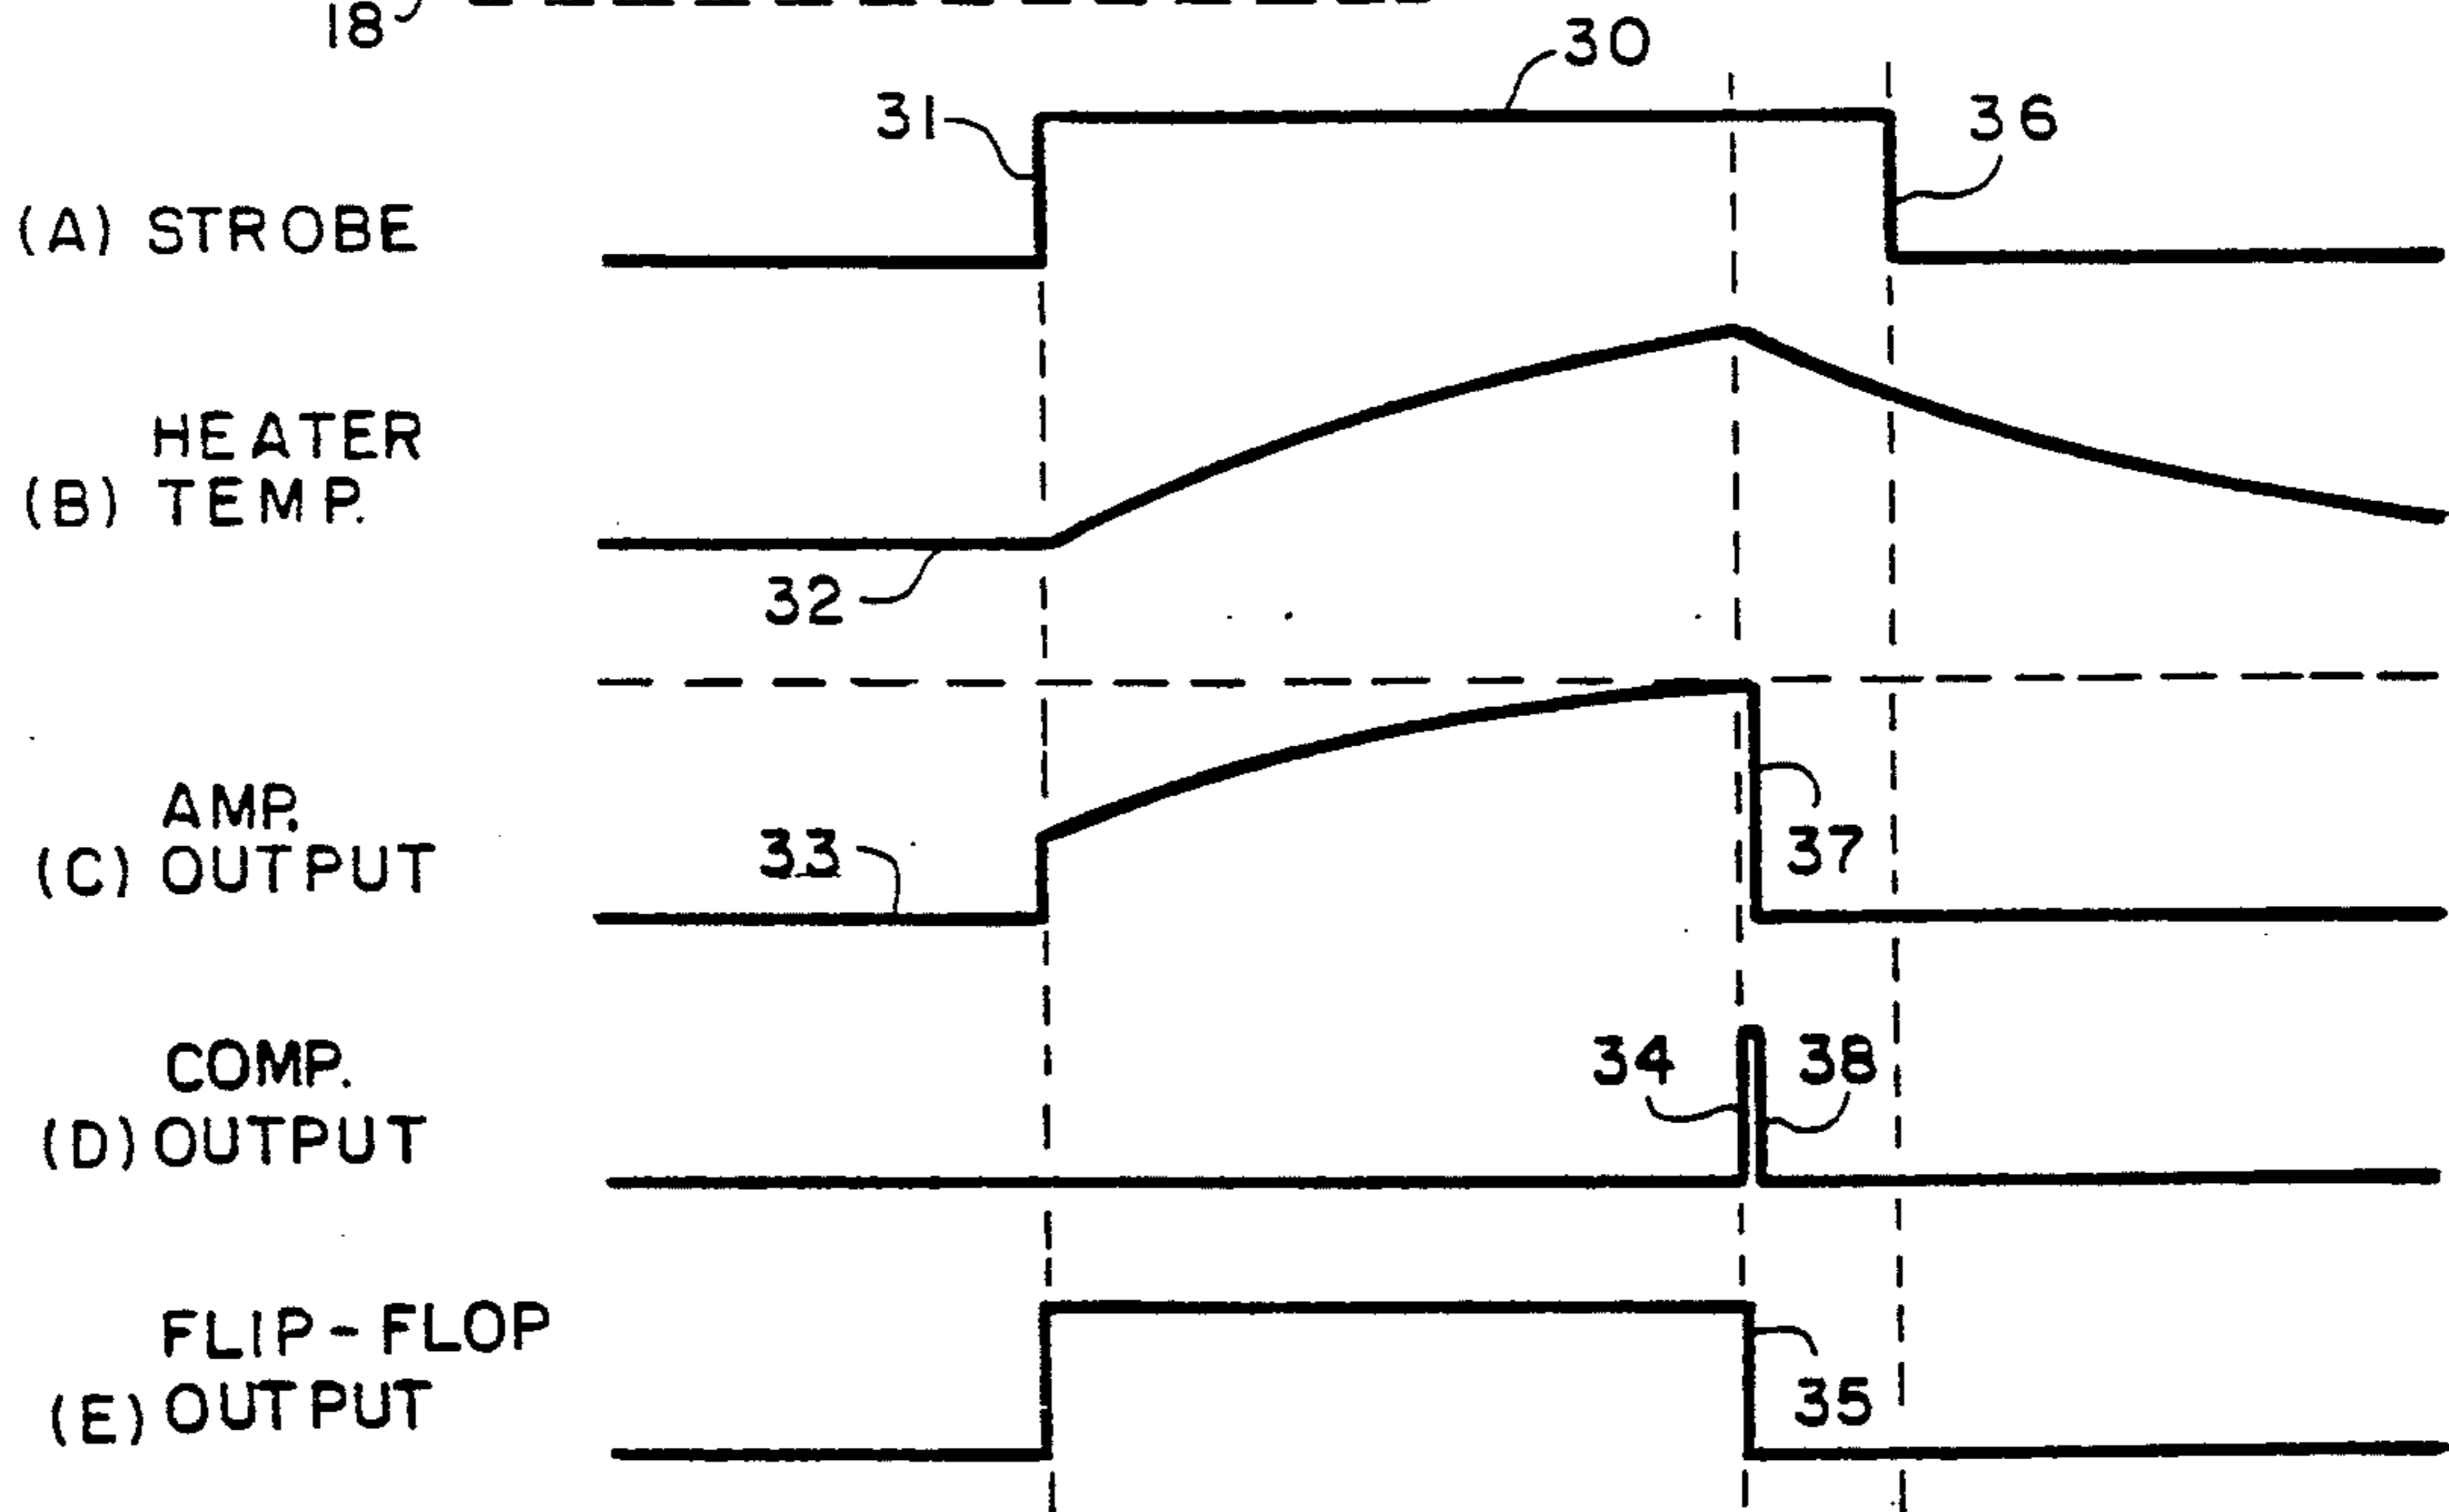 18
30
31
36
(A) STROBE
HEATER
(B) TEMP.
32
AMP.
33
37
(C) OUTPUT
COMP.
34
38
(D) OUTPUT
FLIP-FLOP
35
(E) OUTPUT